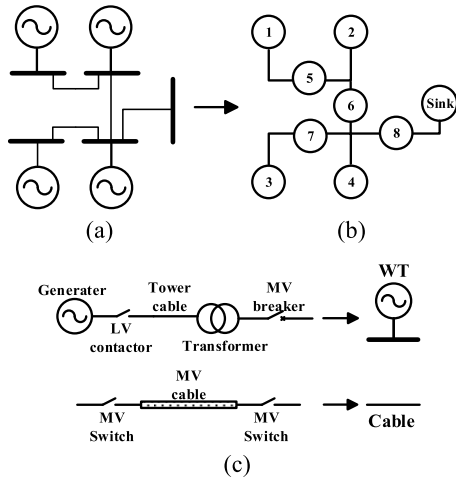 1
2
5
Sink
6
7
8
3
4
(a)
(b)
WT
Generater
Tower
cable
MV
breaker
LV
contactor
Transformer
MV
cable
MV
Switch
MV
Switch
Cable
(c)